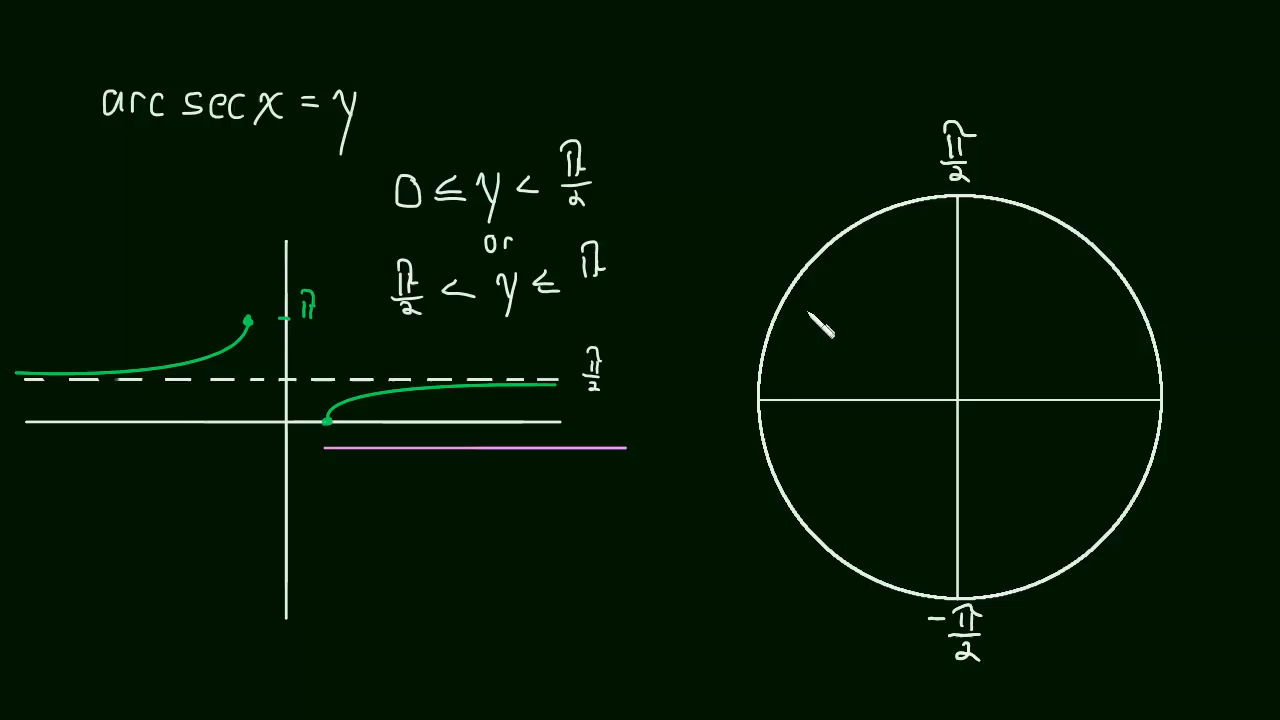 arc sec x = y
0 ≤ y < π/2
or
π/2 < y ≤ π
π
π/2
π/2
-π/2